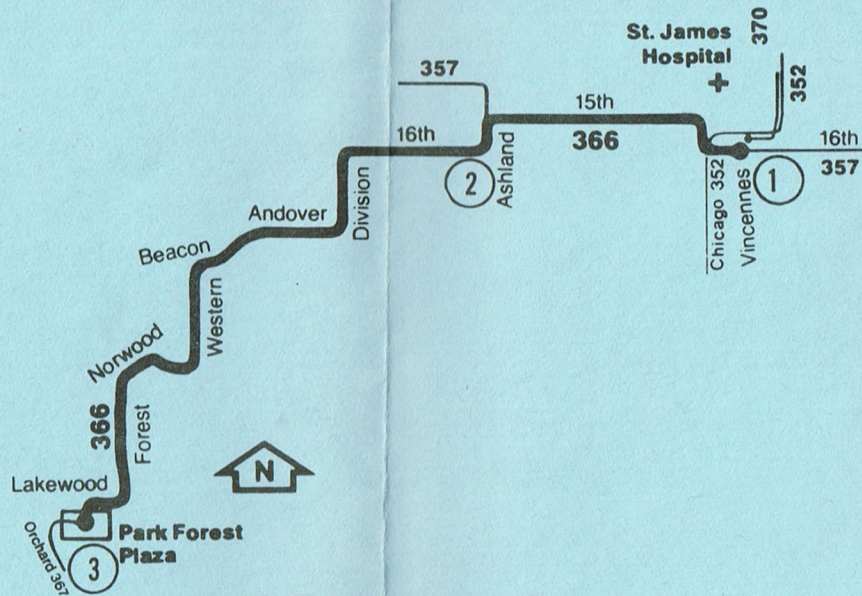 St. James
Hospital
370
352
357
15th
366
16th
Ashland
16th
357
2
1
Chicago 352
Vincennes
Division
Andover
Beacon
Western
Norwood
366
Forest
N
Lakewood
Park Forest
Plaza
Orchard 367
3